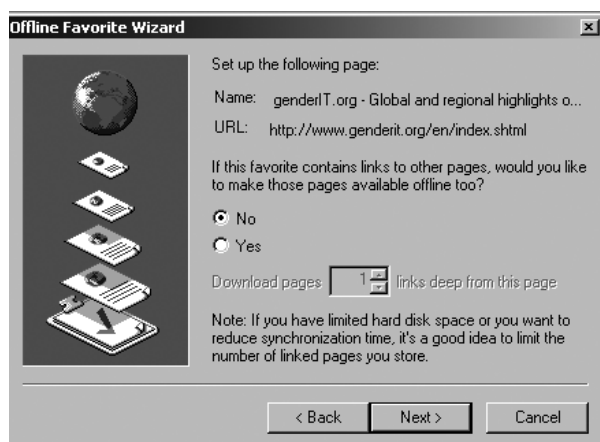 Offline Favorite Wizard
Set up the following page:
Name: genderIT.org - Global and regional highlights o...
URL: http://www.genderit.org/en/index.shtml
If this favorite contains links to other pages, would you like
to make those pages available offline too?
No
Yes
Download pages 1 links deep from this page
Note: If you have limited hard disk space or you want to
reduce synchronization time, it's a good idea to limit the
number of linked pages you store.
< Back Next > Cancel